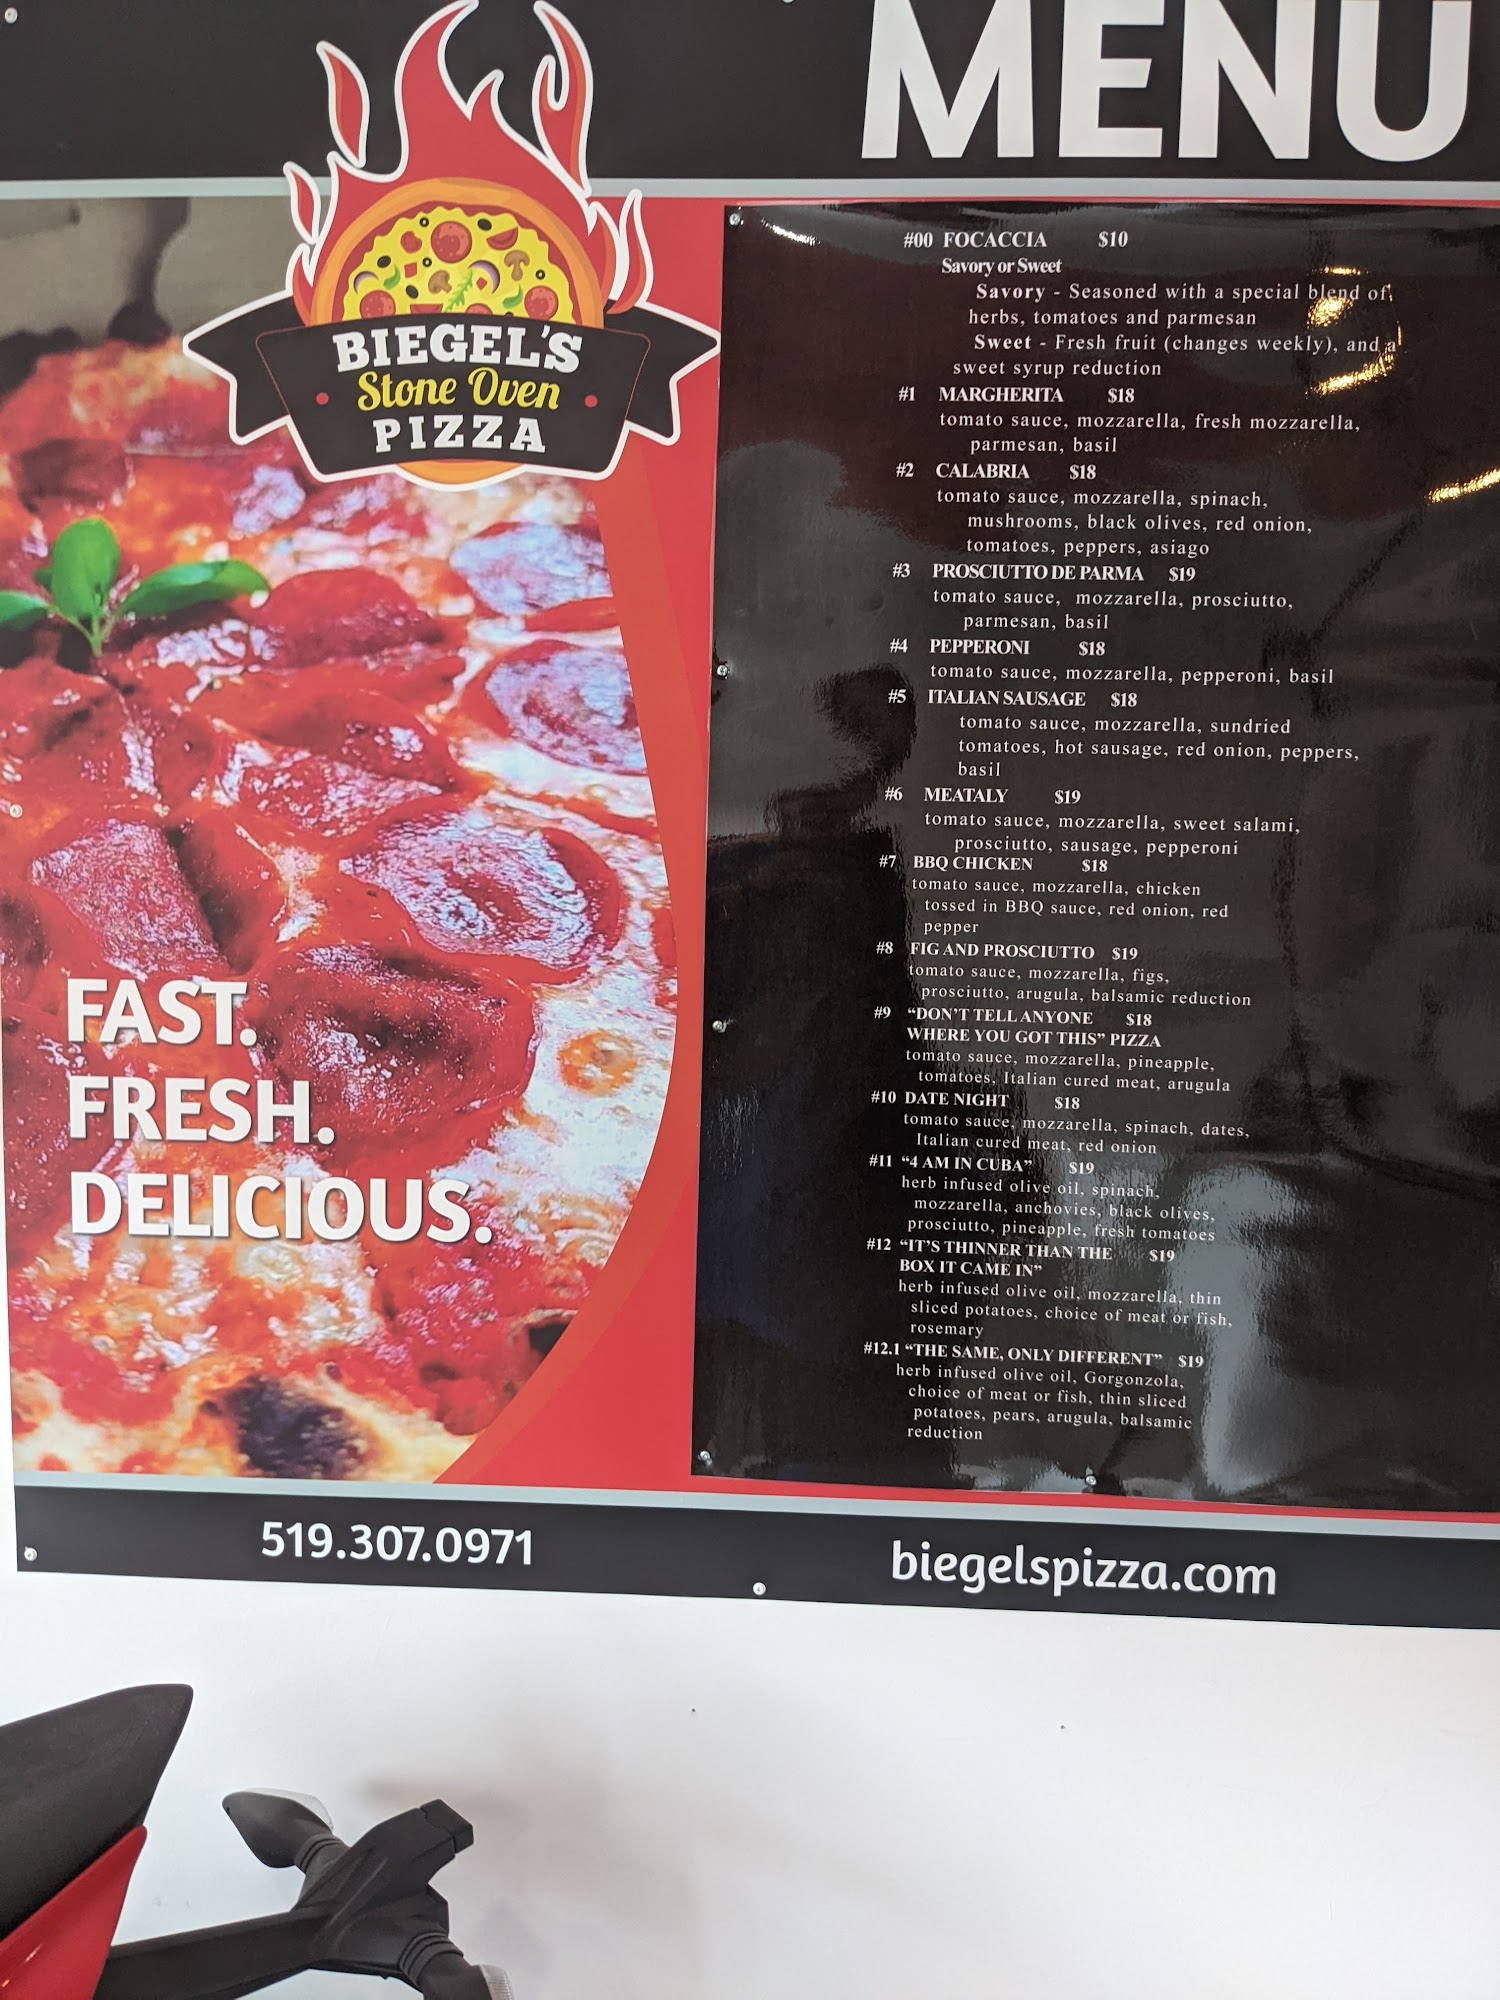 MENU
BIEGEL'S
Stone Oven
PIZZA
FAST.
FRESH.
DELICIOUS.
#00 FOCACCIA $10
Savory or Sweet
Savory - Seasoned with a special blend of
herbs, tomatoes and parmesan
Sweet - Fresh fruit (changes weekly), and a
sweet syrup reduction
#1 MARGHERITA $18
tomato sauce, mozzarella, fresh mozzarella,
parmesan, basil
#2 CALABRIA $18
tomato sauce, mozzarella, spinach,
mushrooms, black olives, red onion,
tomatoes, peppers, asiago
#3 PROSCIUTTO DE PARMA $19
tomato sauce, mozzarella, prosciutto,
parmesan, basil
#4 PEPPERONI $18
tomato sauce, mozzarella, pepperoni, basil
#5 ITALIAN SAUSAGE $18
tomato sauce, mozzarella, sundried
tomatoes, hot sausage, red onion, peppers,
basil
#6 MEATALY $19
tomato sauce, mozzarella, sweet salami,
prosciutto, sausage, pepperoni
#7 BBQ CHICKEN $18
tomato sauce, mozzarella, chicken
tossed in BBQ sauce, red onion, red
pepper
#8 FIG AND PROSCIUTTO $19
tomato sauce, mozzarella, figs,
prosciutto, arugula, balsamic reduction
#9 “DON’T TELL ANYONE $18
WHERE YOU GOT THIS” PIZZA
tomato sauce, mozzarella, pineapple,
tomatoes, Italian cured meat, arugula
#10 DATE NIGHT $18
tomato sauce, mozzarella, spinach, dates,
Italian cured meat, red onion
#11 “4 AM IN CUBA” $19
herb infused olive oil, spinach,
mozzarella, anchovies, black olives,
prosciutto, pineapple, fresh tomatoes
#12 “IT’S THINNER THAN THE $19
BOX IT CAME IN”
herb infused olive oil, mozzarella, thin
sliced potatoes, choice of meat or fish,
rosemary
#12.1 “THE SAME, ONLY DIFFERENT” $19
herb infused olive oil, Gorgonzola,
choice of meat or fish, thin sliced
potatoes, pears, arugula, balsamic
reduction
519.307.0971
biegelspizza.com